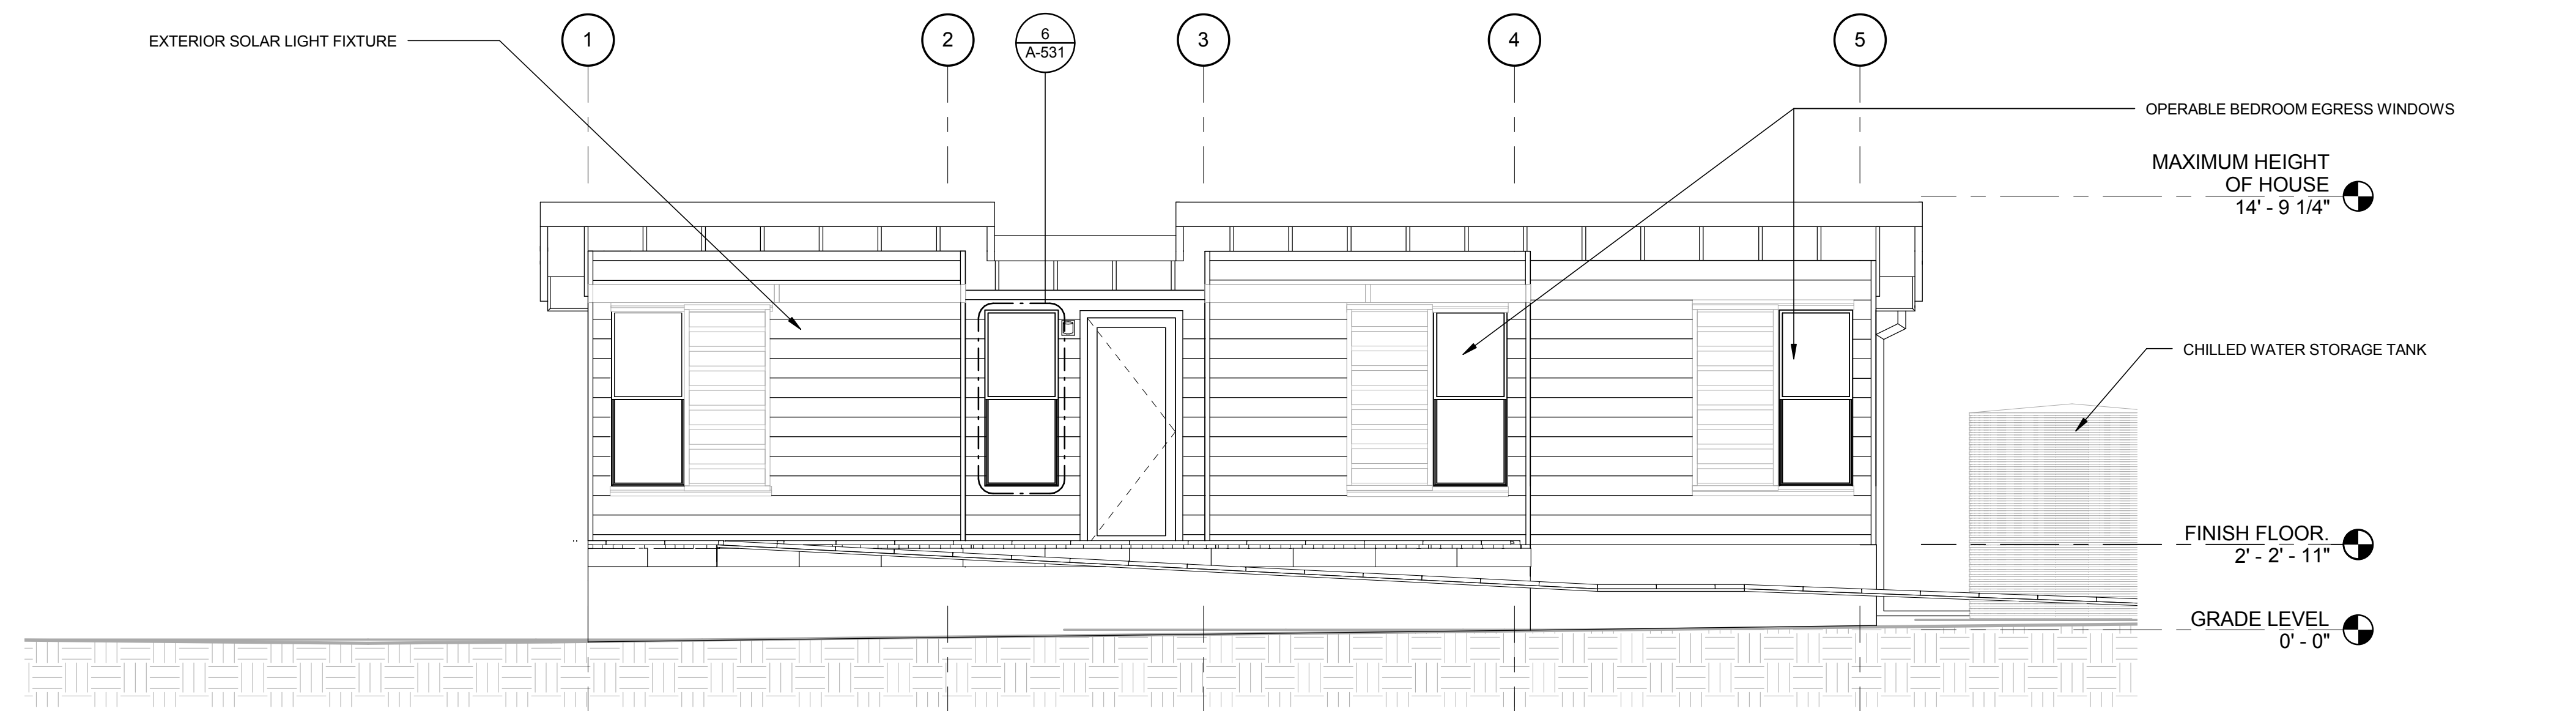 1
2
6
A-531
3
4
5
EXTERIOR SOLAR LIGHT FIXTURE
OPERABLE BEDROOM EGRESS WINDOWS
MAXIMUM HEIGHT
OF HOUSE
14' - 9 1/4"
CHILLED WATER STORAGE TANK
FINISH FLOOR.
2' - 2' - 11"
GRADE LEVEL
0' - 0"